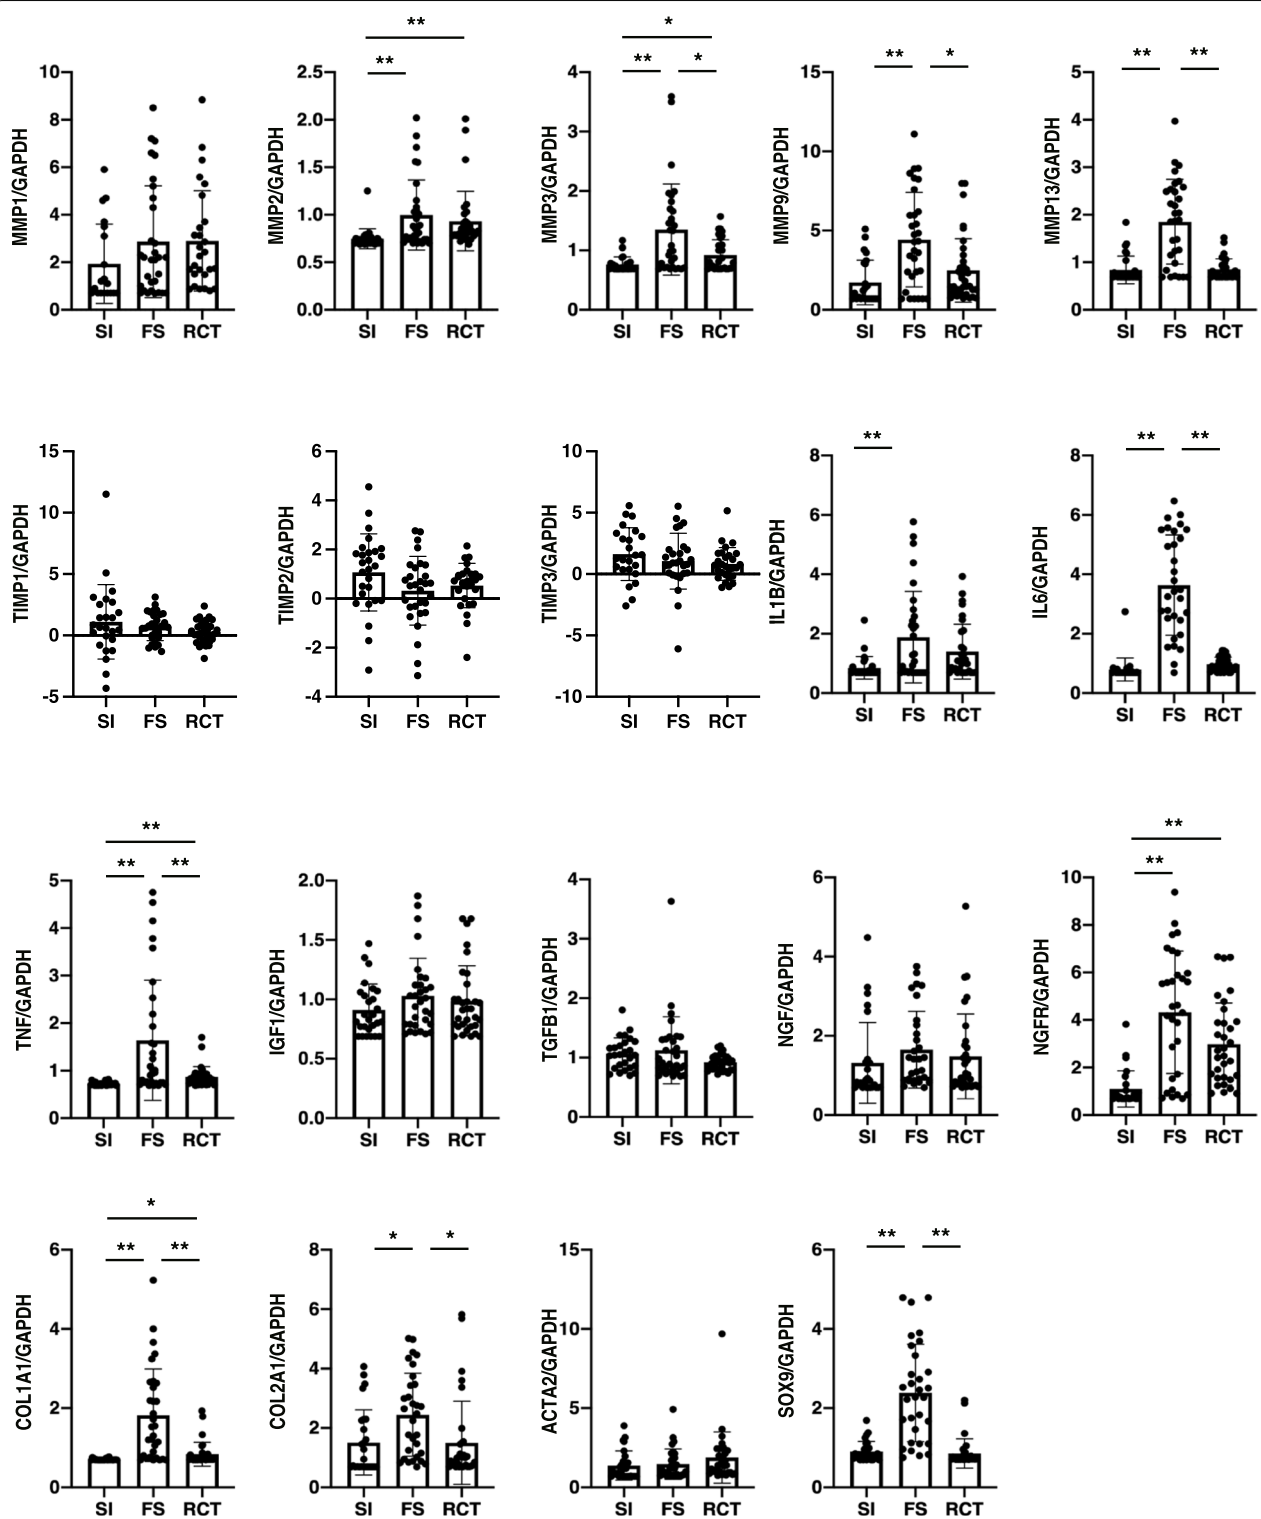 ** *
** ** * ** * ** **
MMP1/GAPDH 10 8 6 4 2 0 SI FS RCT
MMP2/GAPDH 2.5 2.0 1.5 1.0 0.5 0.0 SI FS RCT
MMP3/GAPDH 4 3 2 1 0 SI FS RCT
MMP9/GAPDH 15 10 5 0 SI FS RCT
MMP13/GAPDH 5 4 3 2 1 0 SI FS RCT
TIMP1/GAPDH 15 10 5 0 -5 SI FS RCT
TIMP2/GAPDH 6 4 2 0 -2 -4 SI FS RCT
TIMP3/GAPDH 10 5 0 -5 -10 SI FS RCT
**
IL1B/GAPDH 8 6 4 2 0 SI FS RCT
** **
IL6/GAPDH 8 6 4 2 0 SI FS RCT
**
** **
TNF/GAPDH 5 4 3 2 1 0 SI FS RCT
IGF1/GAPDH 2.0 1.5 1.0 0.5 0.0 SI FS RCT
TGFB1/GAPDH 4 3 2 1 0 SI FS RCT
NGF/GAPDH 6 4 2 0 SI FS RCT
**
**
NGFR/GAPDH 10 8 6 4 2 0 SI FS RCT
*
** **
COL1A1/GAPDH 6 4 2 0 SI FS RCT
* *
COL2A1/GAPDH 8 6 4 2 0 SI FS RCT
ACTA2/GAPDH 15 10 5 0 SI FS RCT
** **
SOX9/GAPDH 6 4 2 0 SI FS RCT